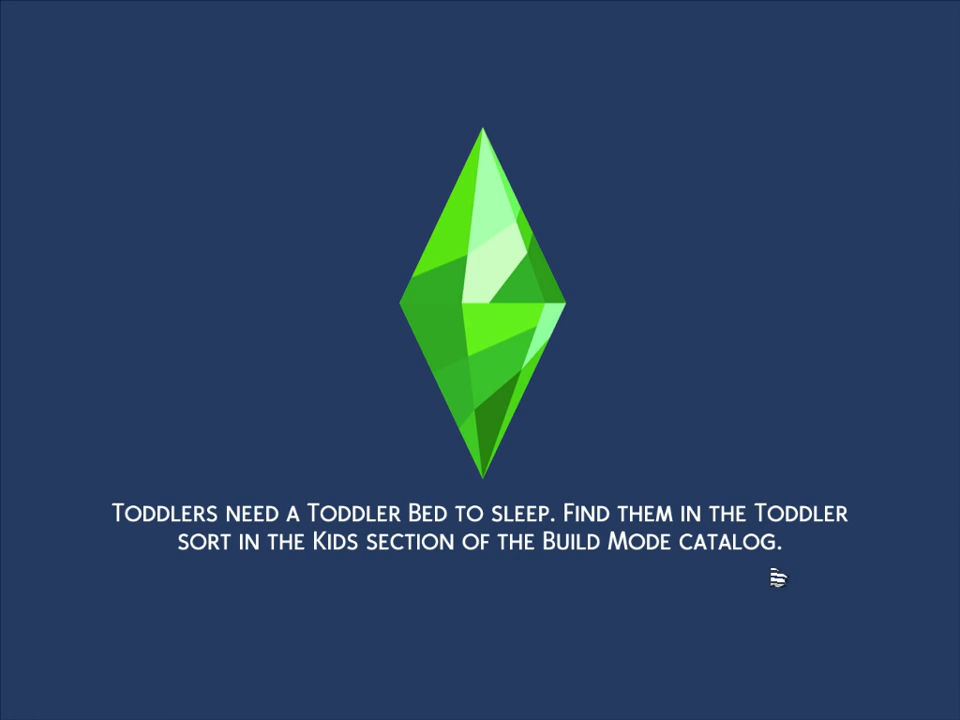 Toddlers need a Toddler Bed to sleep. Find them in the Toddler
sort in the Kids section of the Build Mode catalog.